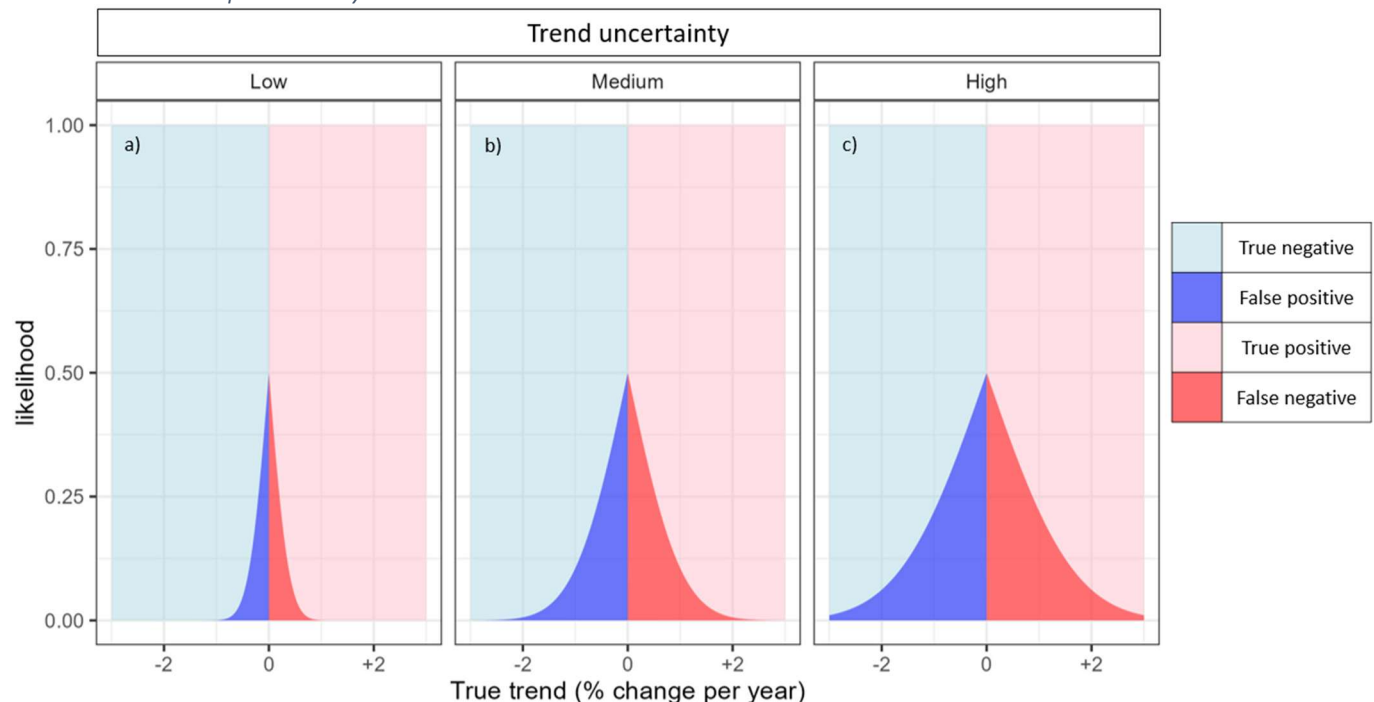 Trend uncertainty
Low
Medium
High
a)
b)
c)
1.00
0.75
0.50
0.25
0.00
likelihood
-2 0 +2
-2 0 +2
-2 0 +2
True trend (% change per year)
True negative
False positive
True positive
False negative